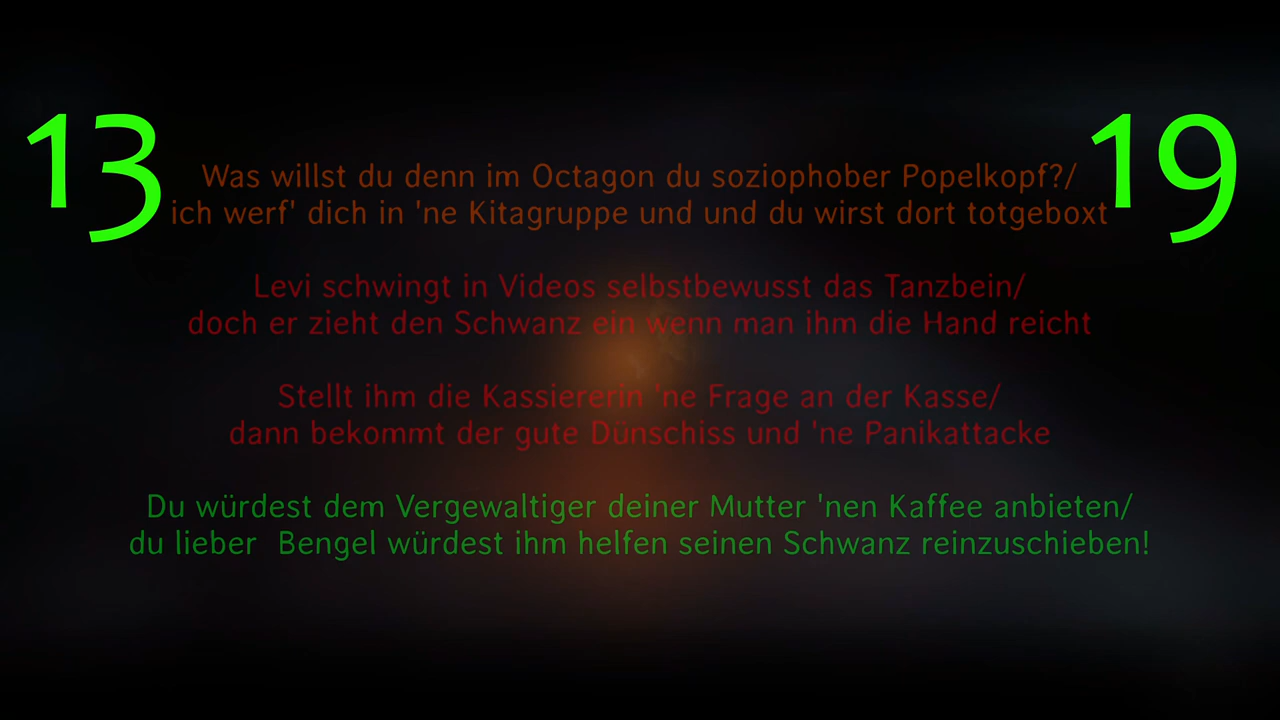 13
19
Was willst du denn im Octagon du soziophober Popelkopf?/
ich werf' dich in 'ne Kitagruppe und und du wirst dort totgeboxt
Levi schwingt in Videos selbstbewusst das Tanzbein/
doch er zieht den Schwanz ein wenn man ihm die Hand reicht
Stellt ihm die Kassiererin 'ne Frage an der Kasse/
dann bekommt der gute Dünschiss und 'ne Panikattacke
Du würdest dem Vergewaltiger deiner Mutter 'nen Kaffee anbieten/
du lieber  Bengel würdest ihm helfen seinen Schwanz reinzuschieben!